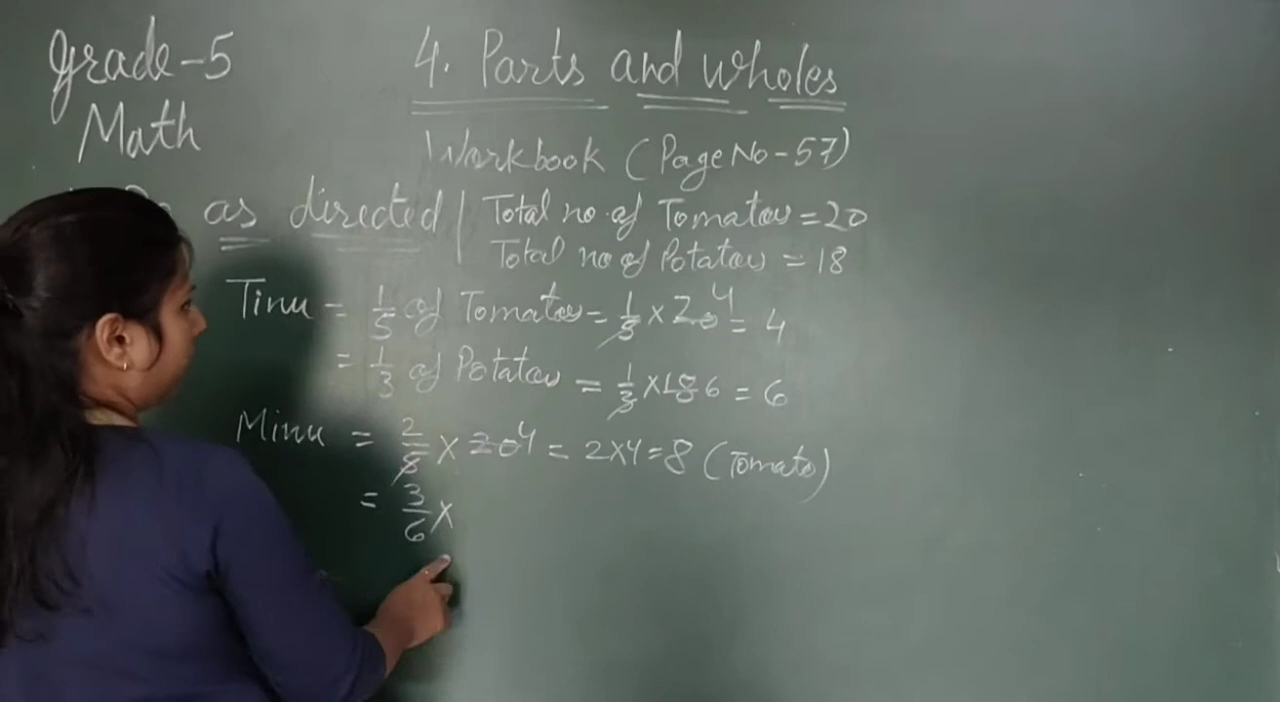 Grade-5
Math
4. Parts and Wholes
Workbook (Page No-57)
as directed
Total no of Tomatoes = 20
Total no of Potatoes = 18
Tinu = 1/5 of Tomatoes = 1/5 × 20 4 = 4
= 1/3 of Potatoes = 1/3 × 18 6 = 6
Minu = 2/5 × 20 4 = 2×4 = 8 (Tomato)
= 3/6 ×